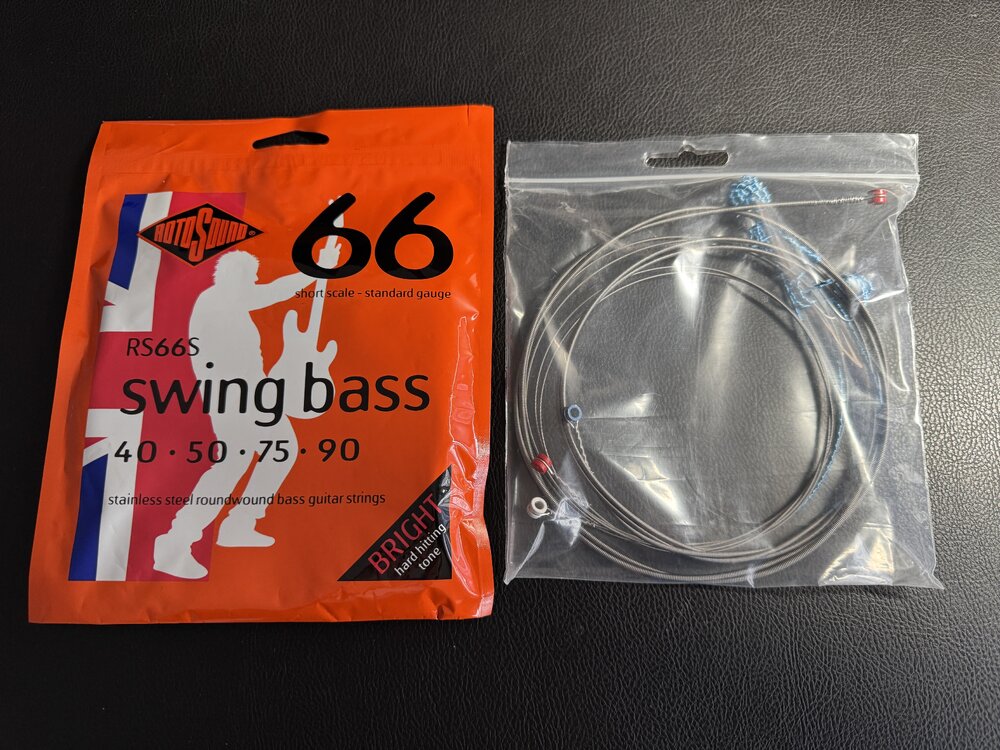 ROTOSOUND®
66
short scale - standard gauge
RS66S
swing bass
40 · 50 · 75 · 90
stainless steel roundwound bass guitar strings
BRIGHT
hard hitting
tone